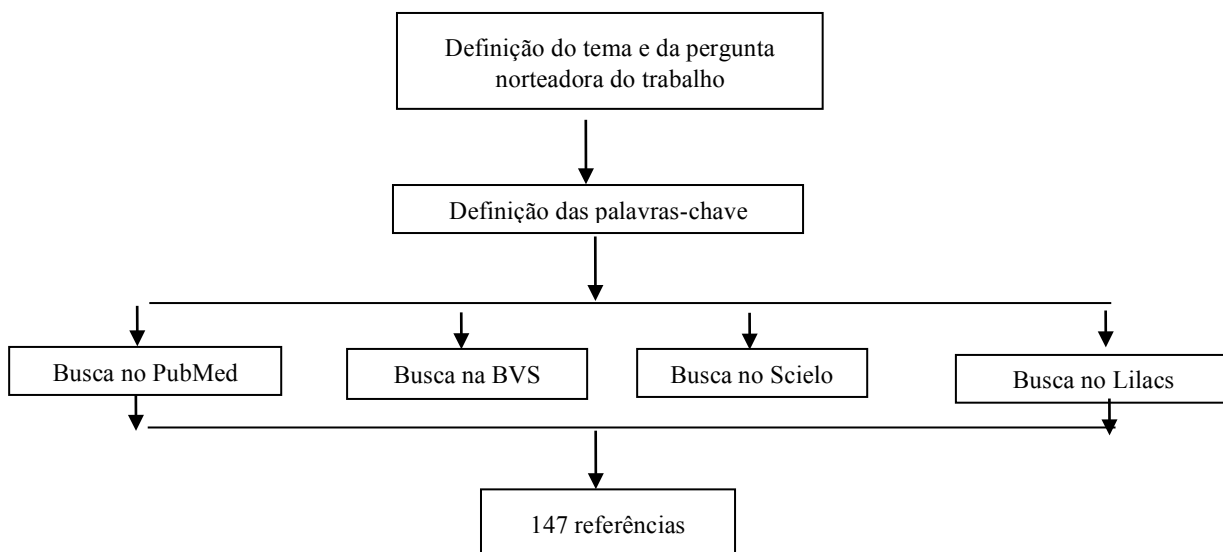 Definição do tema e da pergunta
norteadora do trabalho
Definição das palavras-chave
Busca no PubMed
Busca na BVS
Busca no Scielo
Busca no Lilacs
147 referências